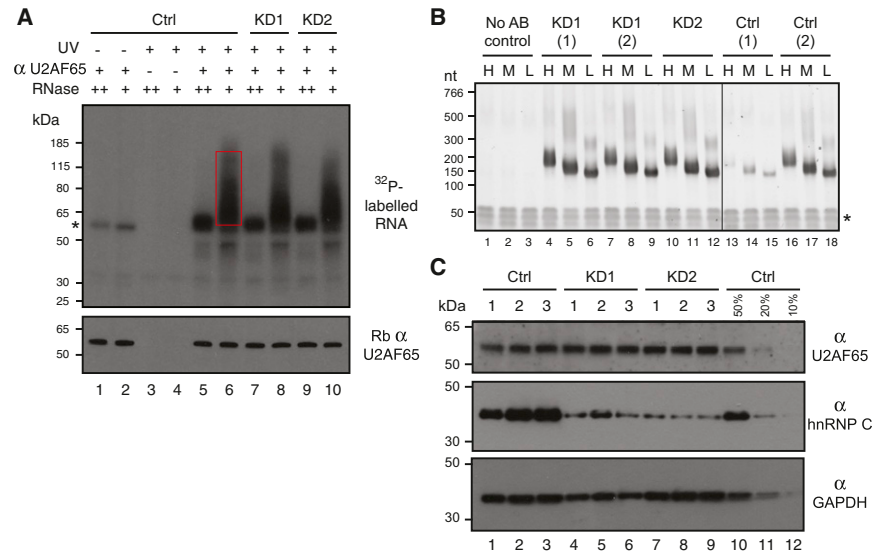 A
Ctrl KD1 KD2
UV - - + + + + + + + +
α U2AF65 + + - - + + + + + +
RNase ++ + ++ + ++ + ++ + ++ +
kDa
185
115
80
65
*
50
30
25
32P-
labelled
RNA
65
50
Rb α
U2AF65
1 2 3 4 5 6 7 8 9 10
B
No AB control KD1 (1) KD1 (2) KD2 Ctrl (1) Ctrl (2)
nt H M L H M L H M L H M L H M L H M L
766
500
300
200
150
100
50
*
1 2 3 4 5 6 7 8 9 10 11 12 13 14 15 16 17 18
C
Ctrl KD1 KD2 Ctrl
kDa 1 2 3 1 2 3 1 2 3 50% 20% 10%
65
50
α
U2AF65
50
30
α
hnRNP C
50
30
α
GAPDH
1 2 3 4 5 6 7 8 9 10 11 12